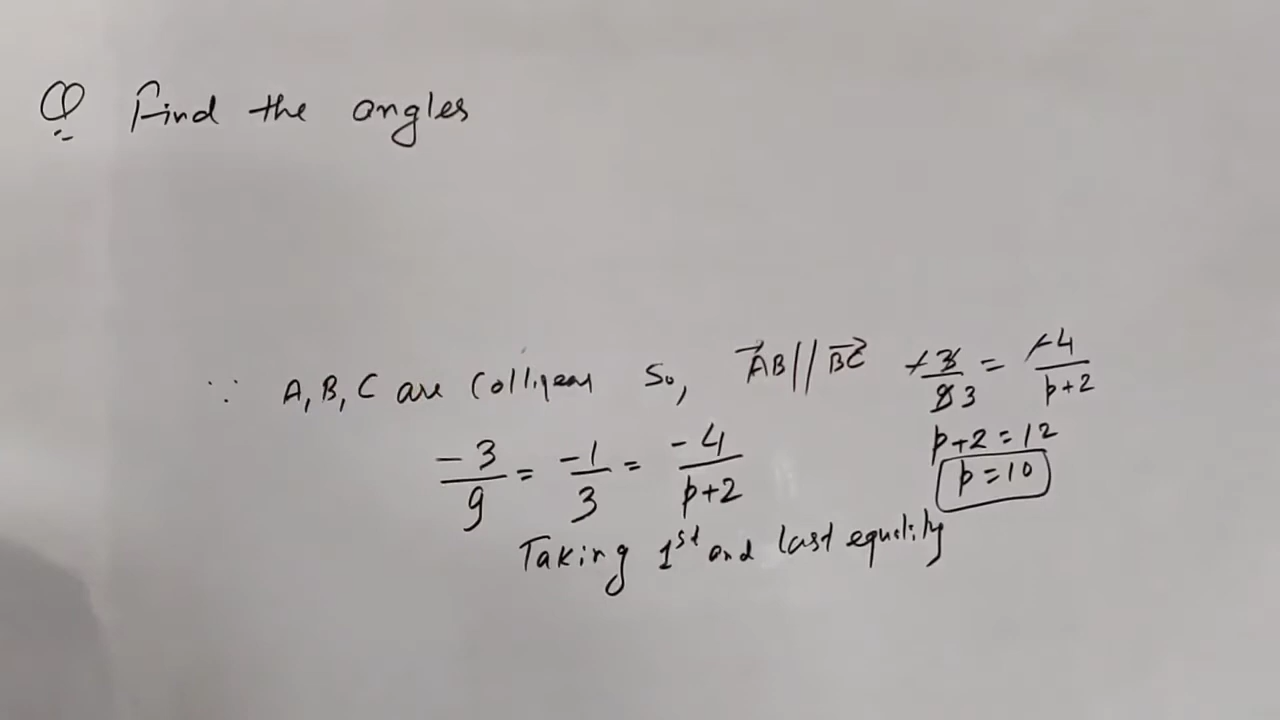 Q Find the angles
∵ A, B, C are Collinear So, AB || BC
-3/9 = -1/3 = -4/p+2
Taking 1st and last equality
-3/9 3 = -4/p+2
p+2 = 12
p = 10